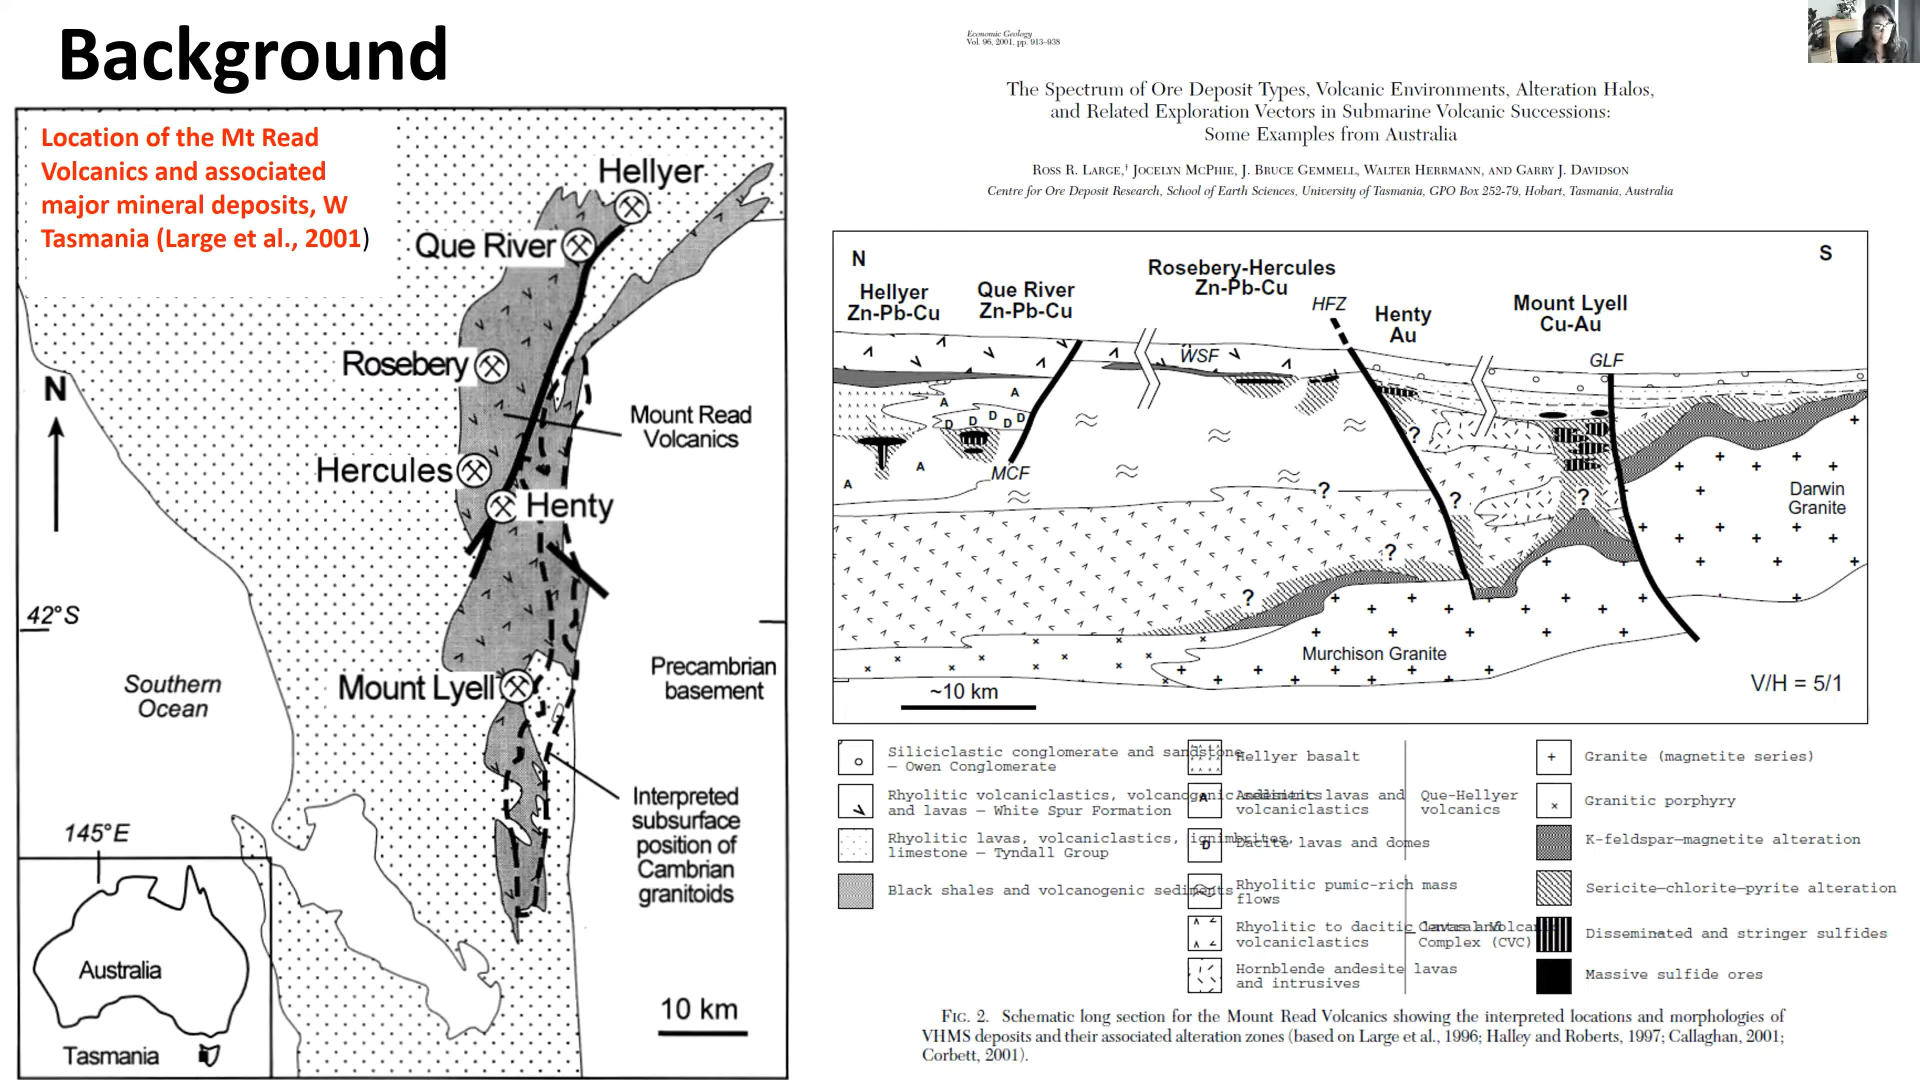 Background
Location of the Mt Read
Volcanics and associated
major mineral deposits, W
Tasmania (Large et al., 2001)
Hellyer
Que River
Rosebery
N
Mount Read
Volcanics
Hercules
Henty
42°S
Southern
Ocean
Mount Lyell
Precambrian
basement
Interpreted
subsurface
position of
Cambrian
granitoids
145°E
Australia
Tasmania
10 km
Economic Geology
Vol. 96, 2001, pp. 913–938
The Spectrum of Ore Deposit Types, Volcanic Environments, Alteration Halos,
and Related Exploration Vectors in Submarine Volcanic Successions:
Some Examples from Australia
Ross R. Large,† Jocelyn McPhie, J. Bruce Gemmell, Walter Herrmann, and Garry J. Davidson
Centre for Ore Deposit Research, School of Earth Sciences, University of Tasmania, GPO Box 252-79, Hobart, Tasmania, Australia
N
S
Hellyer
Zn-Pb-Cu
Que River
Zn-Pb-Cu
Rosebery-Hercules
Zn-Pb-Cu
HFZ
Henty
Au
Mount Lyell
Cu-Au
GLF
WSF
A
A
D
D
D
D
D
A
A
MCF
?
?
?
?
?
?
Darwin
Granite
Murchison Granite
~10 km
V/H = 5/1
Siliciclastic conglomerate and sandstone
— Owen Conglomerate
Rhyolitic volcaniclastics, volcanogenic sediments
and lavas — White Spur Formation
Rhyolitic lavas, volcaniclastics, ignimbrites,
limestone — Tyndall Group
Black shales and volcanogenic sediments
Hellyer basalt
A
Andesitic lavas and
volcaniclastics
D
Dacite lavas and domes
Que-Hellyer
volcanics
Rhyolitic pumic-rich mass
flows
Rhyolitic to dacitic lavas and
volcaniclastics
Central Volcanic
Complex (CVC)
Hornblende andesite lavas
and intrusives
Granite (magnetite series)
Granitic porphyry
K-feldspar—magnetite alteration
Sericite—chlorite—pyrite alteration
Disseminated and stringer sulfides
Massive sulfide ores
Fig. 2. Schematic long section for the Mount Read Volcanics showing the interpreted locations and morphologies of
VHMS deposits and their associated alteration zones (based on Large et al., 1996; Halley and Roberts, 1997; Callaghan, 2001;
Corbett, 2001).